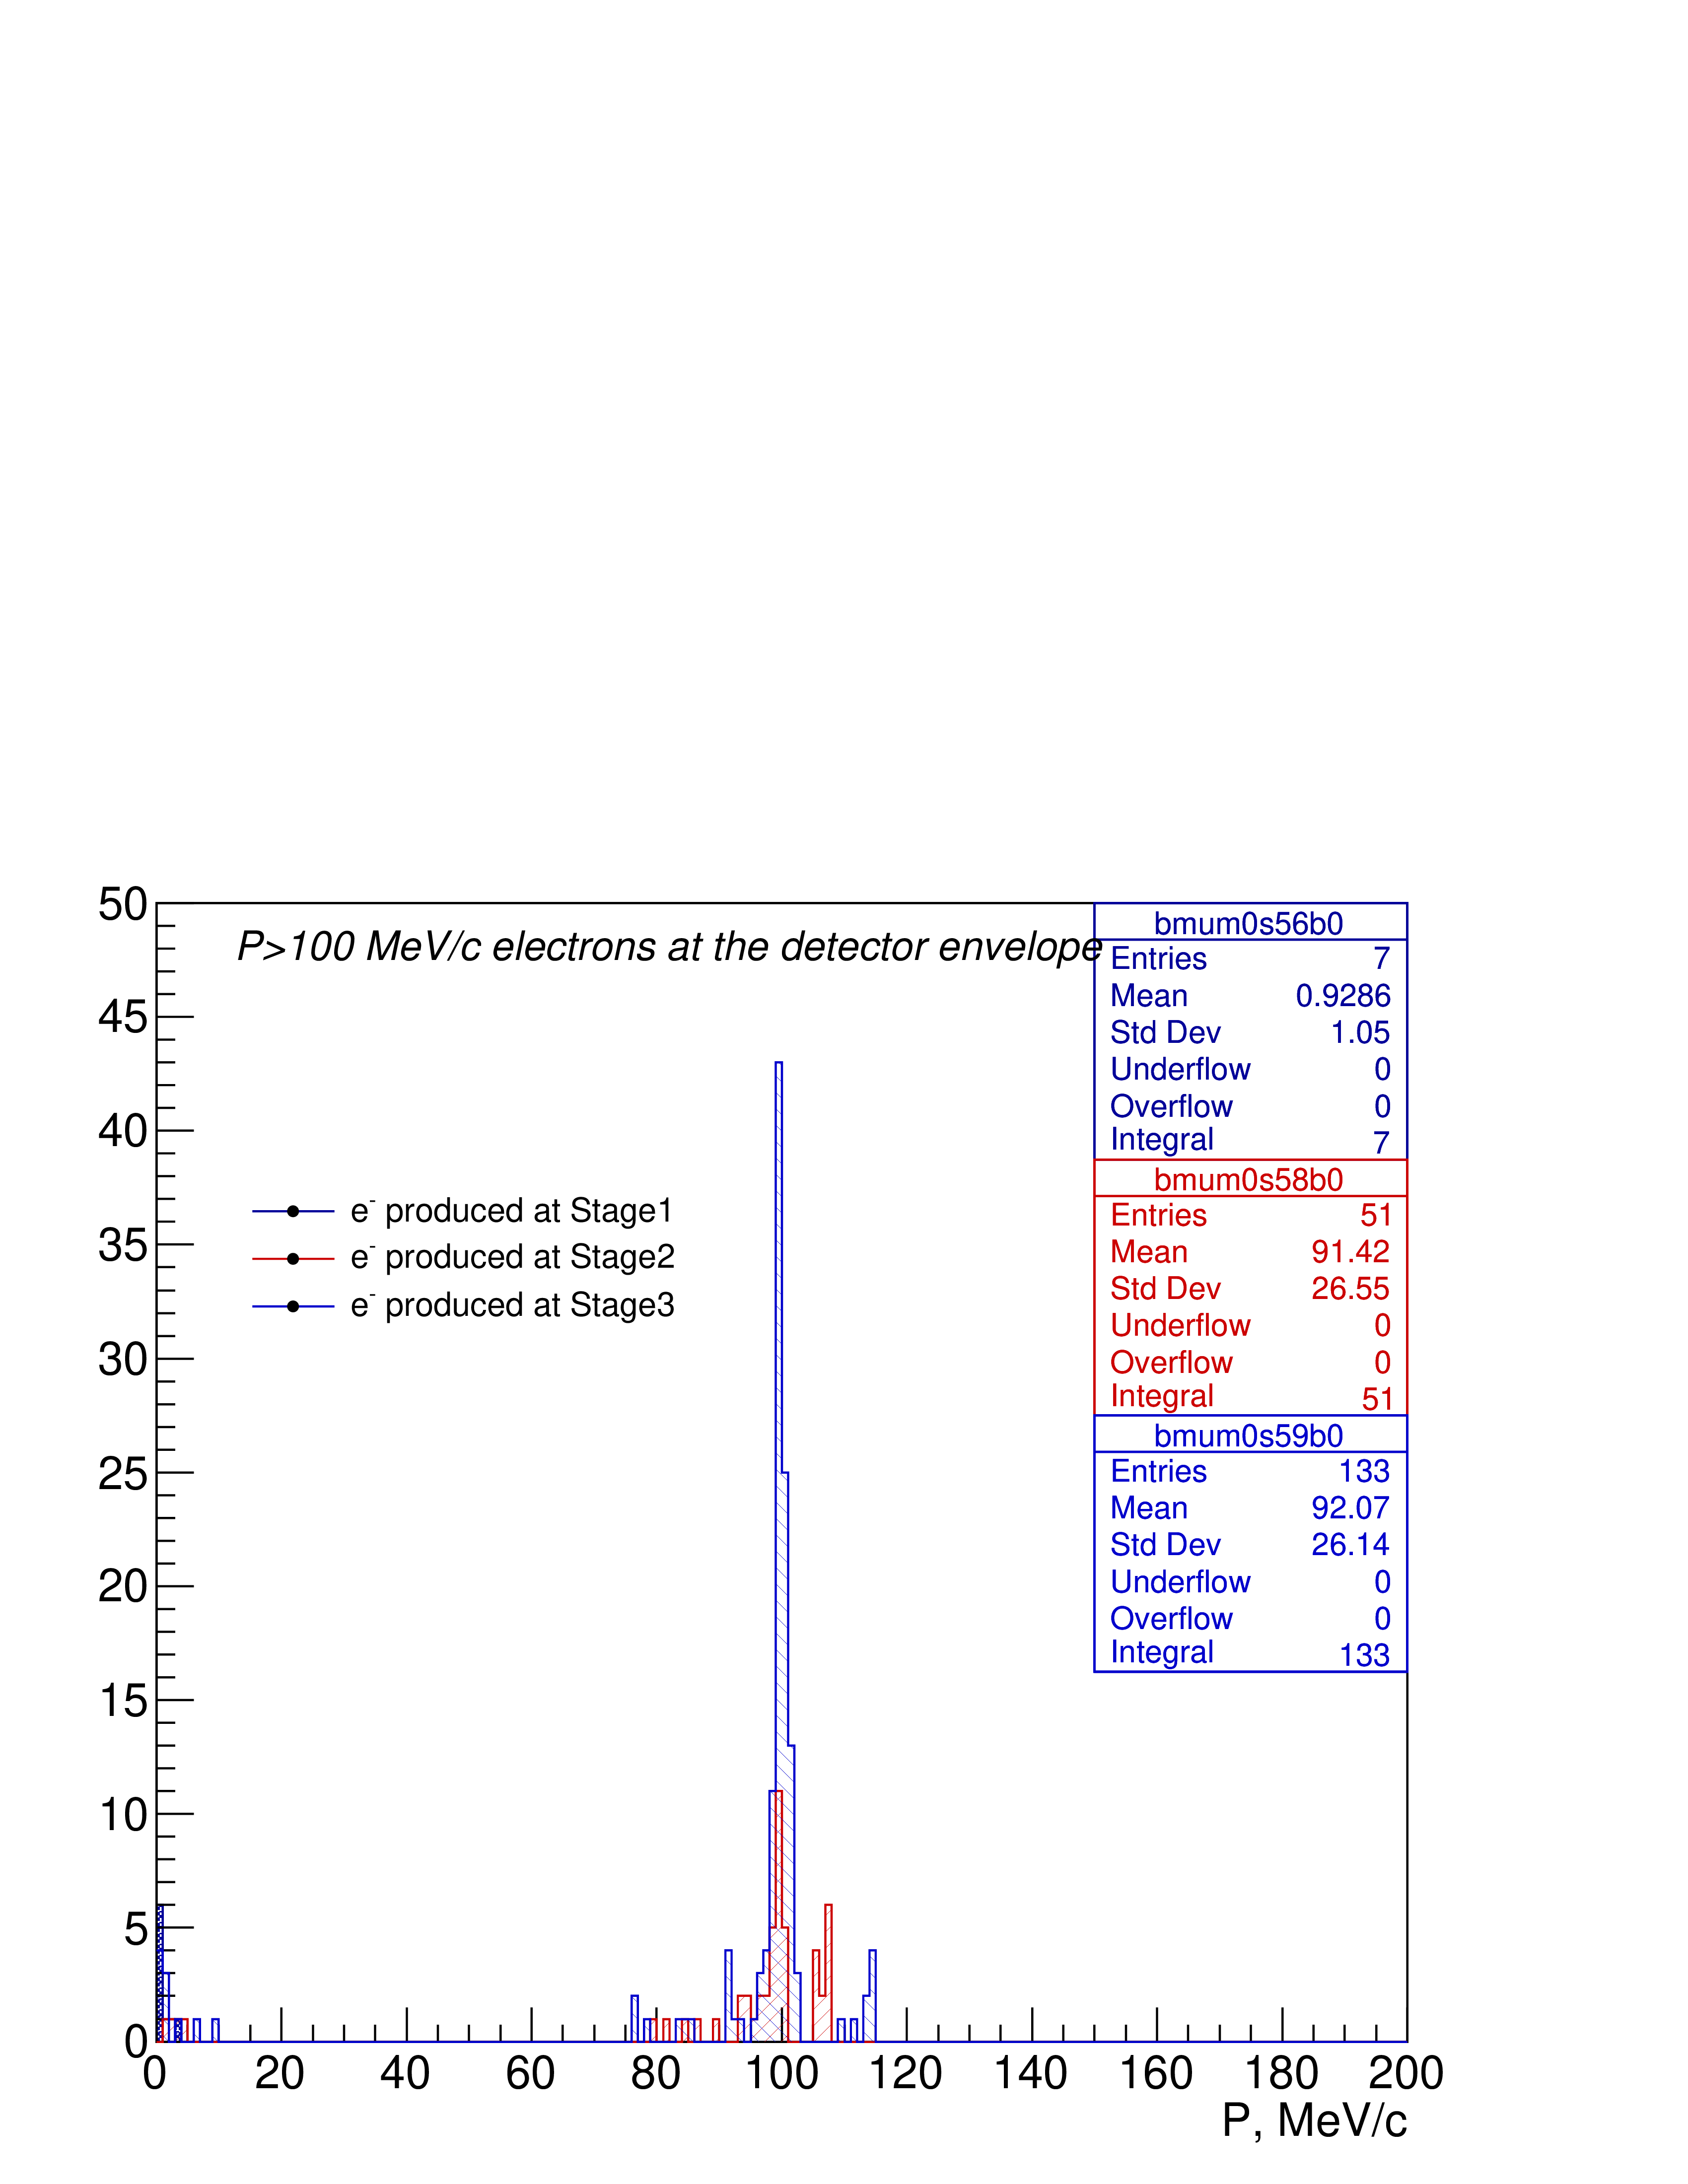 P>100 MeV/c electrons at the detector envelope
bmum0s56b0
Entries 7
Mean 0.9286
Std Dev 1.05
Underflow 0
Overflow 0
Integral 7
bmum0s58b0
Entries 51
Mean 91.42
Std Dev 26.55
Underflow 0
Overflow 0
Integral 51
bmum0s59b0
Entries 133
Mean 92.07
Std Dev 26.14
Underflow 0
Overflow 0
Integral 133
e⁻ produced at Stage1
e⁻ produced at Stage2
e⁻ produced at Stage3
50
45
40
35
30
25
20
15
10
5
0
0 20 40 60 80 100 120 140 160 180 200
P, MeV/c